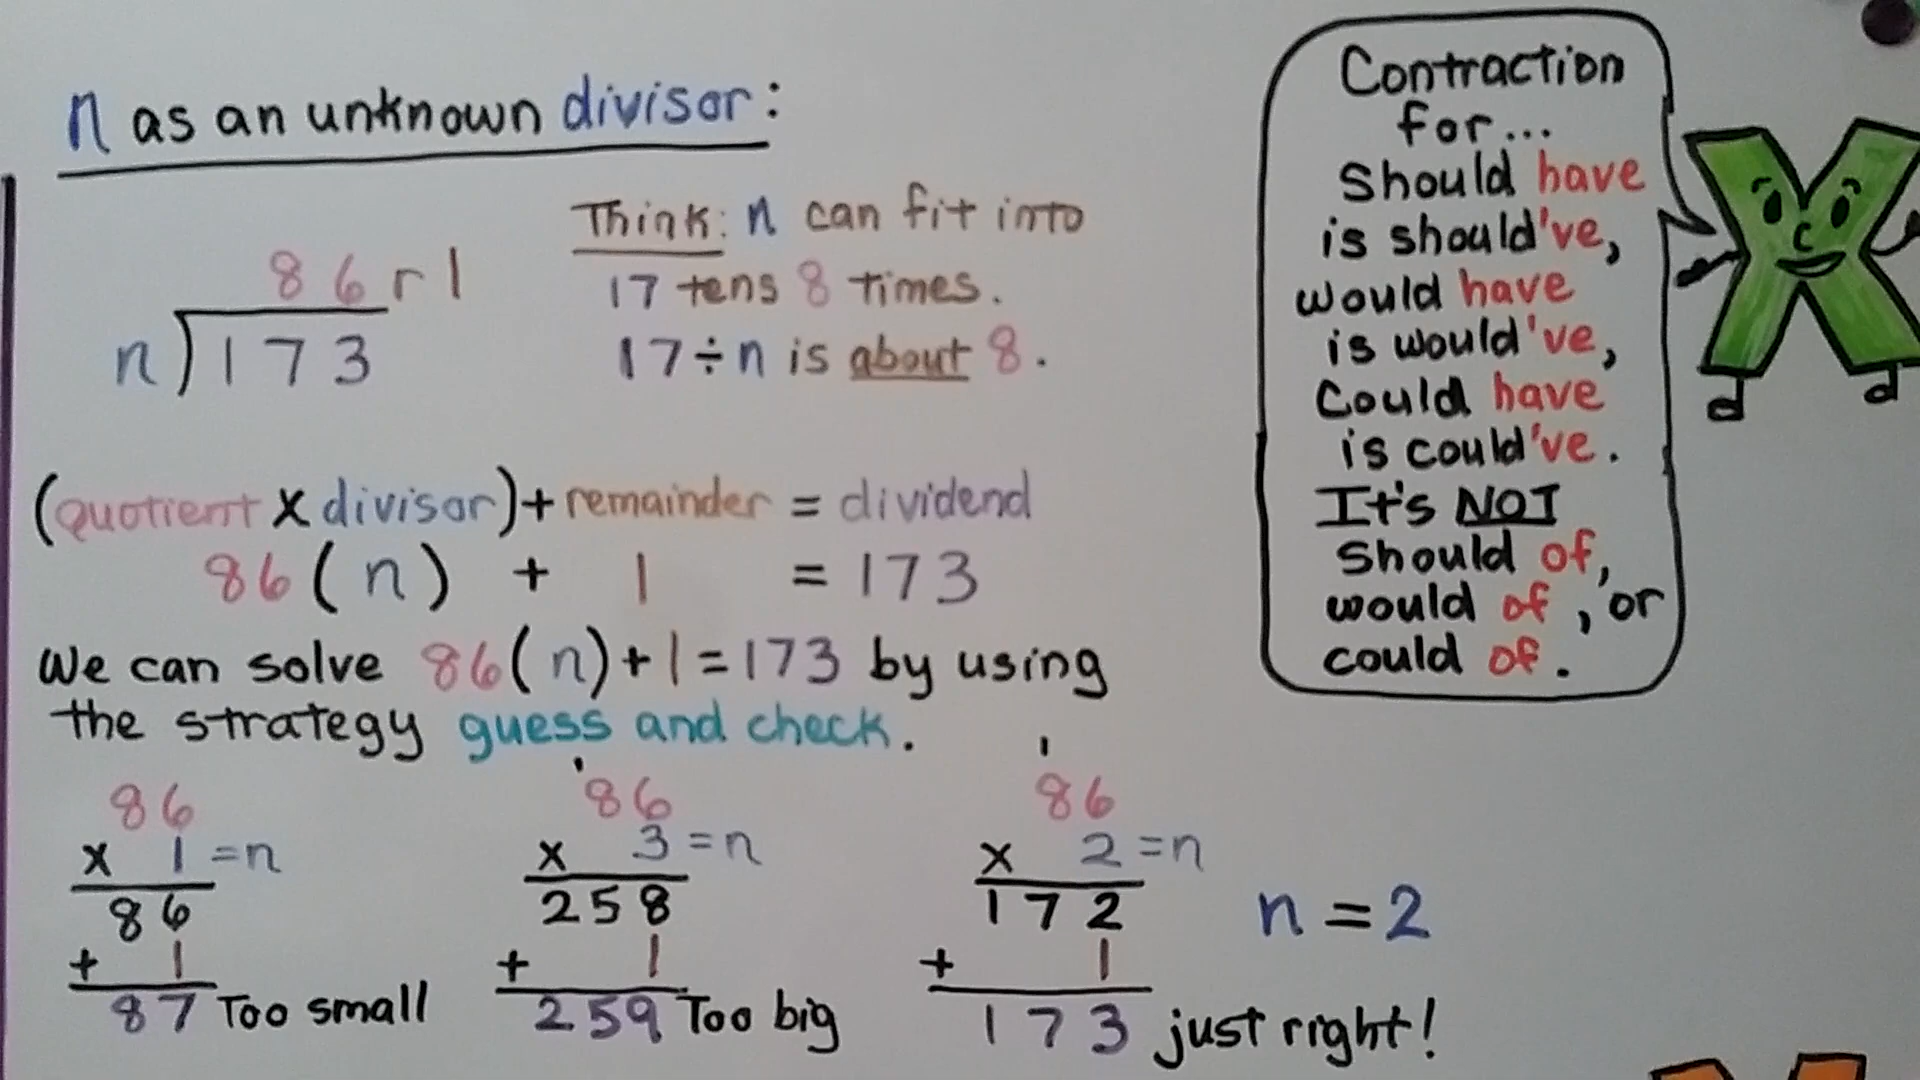 n as an unknown divisor:
86 r 1
n)173
Think: n can fit into
17 tens 8 times.
17÷n is about 8.
(quotient x divisor)+remainder = dividend
86(n) + 1 = 173
We can solve 86(n)+1=173 by using
the strategy guess and check.
86
x 1 =n
86
+ 1
87 Too small
1
86
x 3 =n
258
+ 1
259 Too big
1
86
x 2 =n
172
+ 1
173 just right!
n = 2
Contraction
for...
Should have
is should've,
would have
is would've,
Could have
is could've.
It's NOT
Should of,
would of, or
could of.